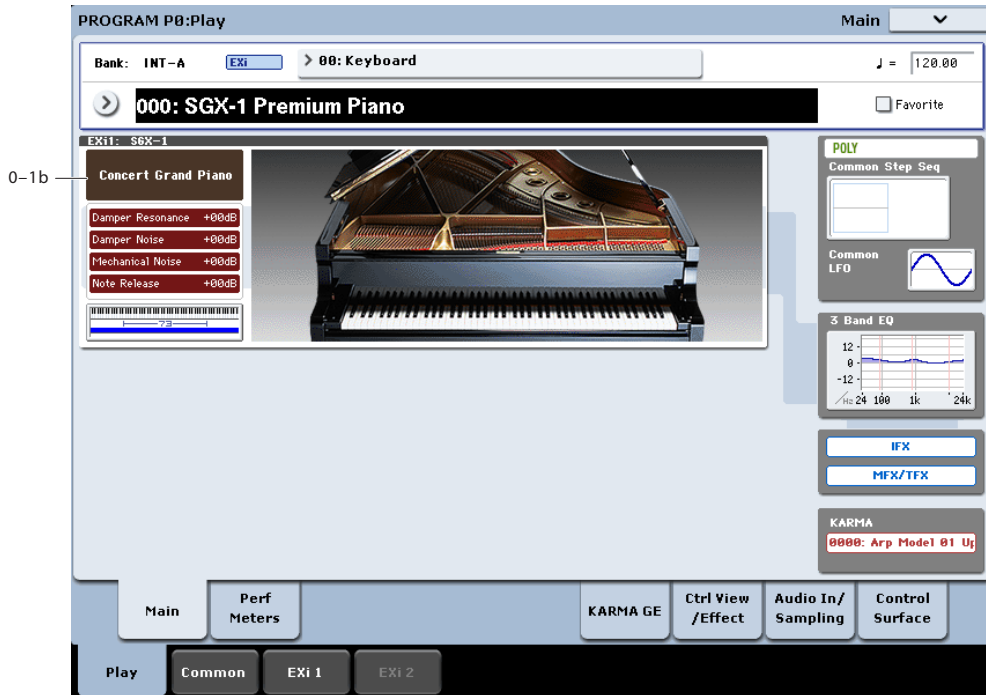 PROGRAM P0:Play
Main
Bank: INT-A EXi > 00: Keyboard ♩ = 120.00
000: SGX-1 Premium Piano
Favorite
EXi1: SGX-1
0-1b
Concert Grand Piano
Damper Resonance +00dB
Damper Noise +00dB
Mechanical Noise +00dB
Note Release +00dB
73
POLY
Common Step Seq
Common
LFO
3 Band EQ
12
0
-12
/Hz 24 100 1k 24k
IFX
MFX/TFX
KARMA
0000: Arp Model 01 Up
Main
Perf
Meters
KARMA GE
Ctrl View
/Effect
Audio In/
Sampling
Control
Surface
Play
Common
EXi 1
EXi 2